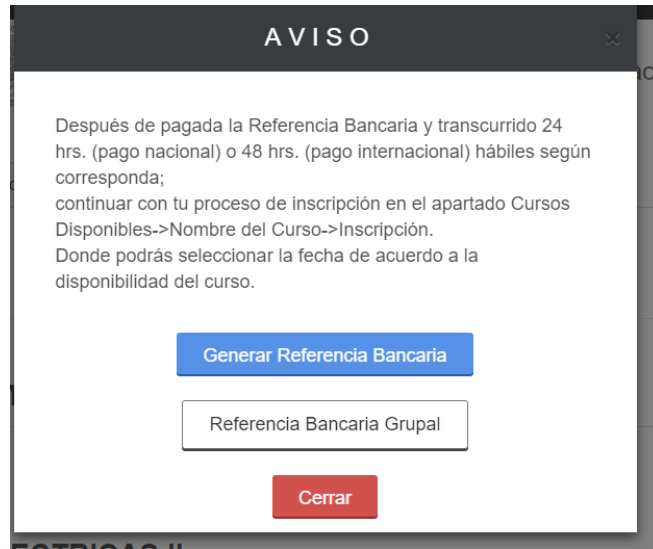 AVISO
×
Después de pagada la Referencia Bancaria y transcurrido 24
hrs. (pago nacional) o 48 hrs. (pago internacional) hábiles según
corresponda;
continuar con tu proceso de inscripción en el apartado Cursos
Disponibles->Nombre del Curso->Inscripción.
Donde podrás seleccionar la fecha de acuerdo a la
disponibilidad del curso.
Generar Referencia Bancaria
Referencia Bancaria Grupal
Cerrar